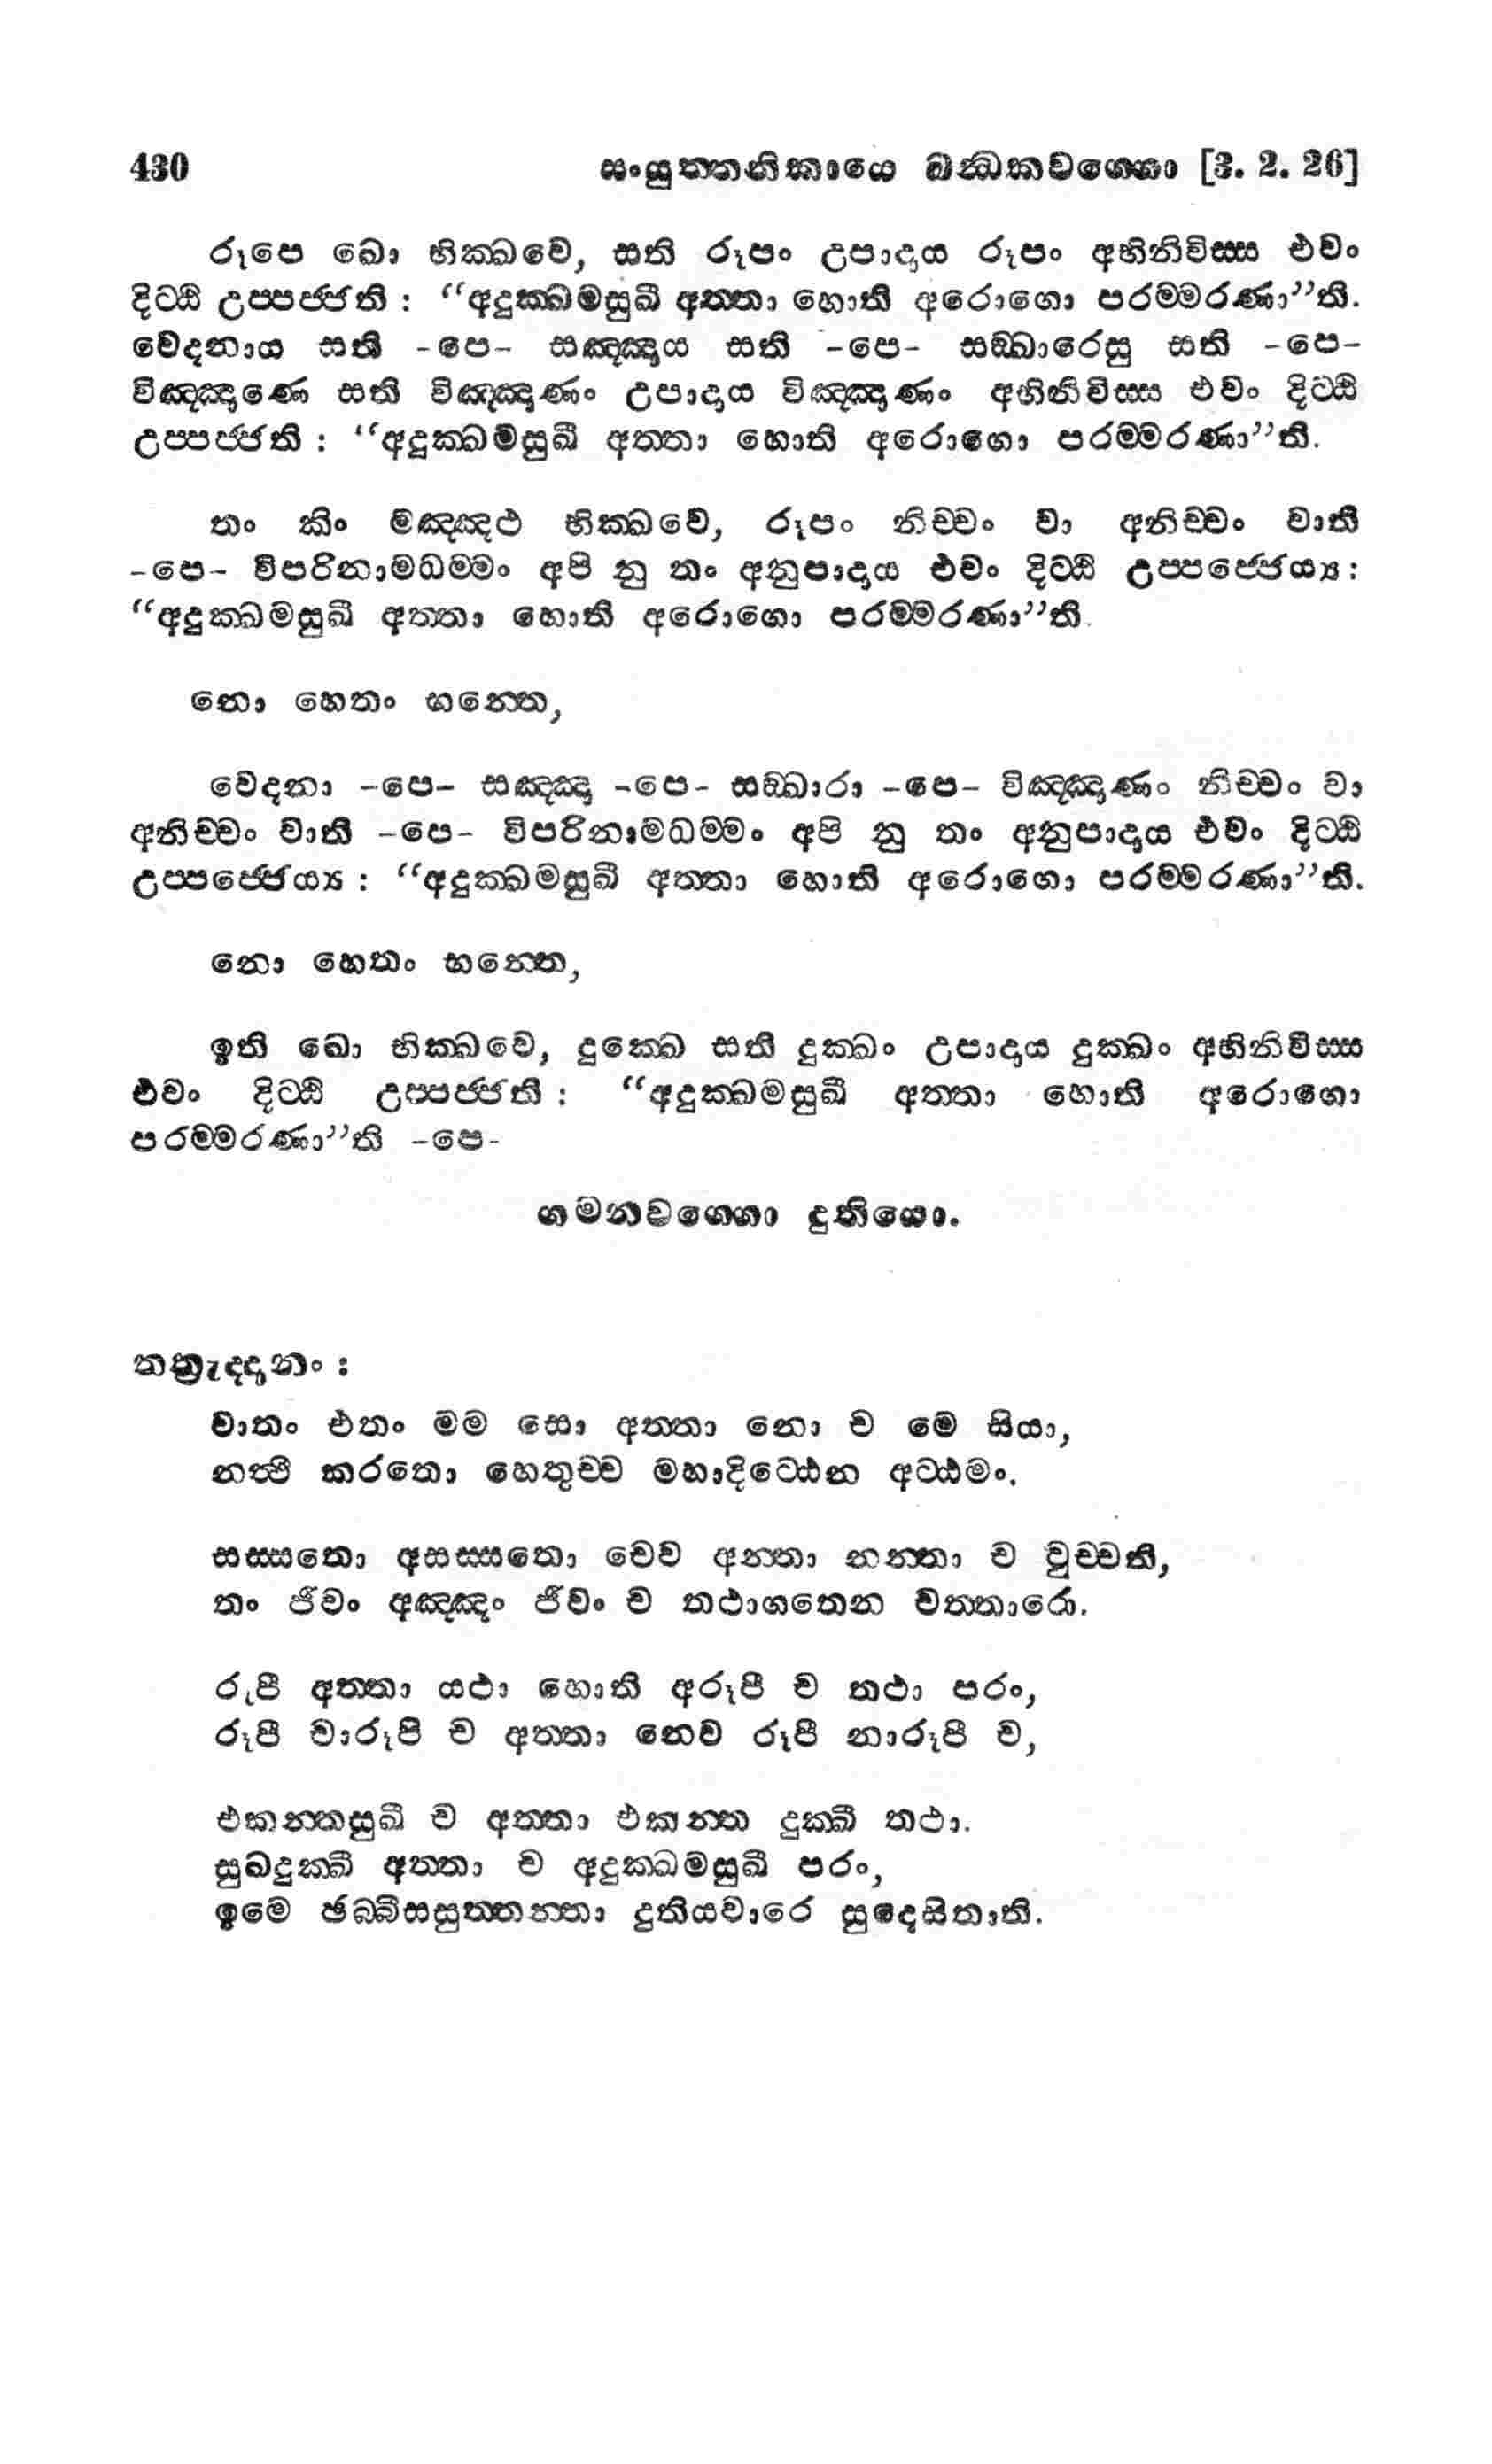 430 සංයුත්තනිකායෙ ඛන්ධකවග්ගො [3. 2. 26]
රූපෙ ඛො භික්ඛවෙ, සති රූපං උපාදාය රූපං අභිනිවිස්ස එවං
දිට්ඨි උප්පජ්ජති : “අදුක්ඛමසුඛී අත්තා හොති අරොගො පරම්මරණා”ති.
වෙදනාය සති -පෙ- සඤ්ඤාය සති -පෙ- සඞ්ඛාරෙසු සති -පෙ-
විඤ්ඤාණෙ සති විඤ්ඤාණං උපාදාය විඤ්ඤාණං අභිනිවිස්ස එවං දිට්ඨි
උප්පජ්ජති : “අදුක්ඛමසුඛී අත්තා හොති අරොගො පරම්මරණා”ති.
තං කිං මඤ්ඤථ භික්ඛවෙ, රූපං නිච්චං වා අනිච්චං වාති
-පෙ- විපරිනාමධම්මං අපි නු තං අනුපාදාය එවං දිට්ඨි උප්පජ්ජෙය්‍ය :
“අදුක්ඛමසුඛී අත්තා හොති අරොගො පරම්මරණා”ති.
නො හෙතං භන්තෙ,
වෙදනා -පෙ- සඤ්ඤා -පෙ- සඞ්ඛාරා -පෙ- විඤ්ඤාණං නිච්චං වා
අනිච්චං වාති -පෙ- විපරිනාමධම්මං අපි නු තං අනුපාදාය එවං දිට්ඨි
උප්පජ්ජෙය්‍ය : “අදුක්ඛමසුඛී අත්තා හොති අරොගො පරම්මරණා”ති.
නො හෙතං භන්තෙ,
ඉති ඛො භික්ඛවෙ, දුක්ඛෙ සති දුක්ඛං උපාදාය දුක්ඛං අභිනිවිස්ස
එවං දිට්ඨි උප්පජ්ජති : “අදුක්ඛමසුඛී අත්තා හොති අරොගො
පරම්මරණා”ති -පෙ-
ගමනවග්ගො දුතියො.
තත්‍රුද්දානං :
වාතං එතං මම සො අත්තා නො ච මෙ සියා,
නත්ථි කරතො හෙතුච්ච මහාදිට්ඨෙන අට්ඨමං.
සස්සතො අසස්සතො චෙව අන්තා නන්තා ච වුච්චති,
තං ජීවං අඤ්ඤං ජීවං ච තථාගතෙන චත්තාරො.
රූපී අත්තා යථා හොති අරූපී ච තථා පරං,
රූපී චාරූපි ච අත්තා නෙව රූපී නාරූපී ච,
එකන්තසුඛී ච අත්තා එකන්ත දුක්ඛී තථා.
සුඛදුක්ඛී අත්තා ච අදුක්ඛමසුඛී පරං,
ඉමෙ ඡබ්බීසසුත්තන්තා දුතියවාරෙ සුදෙසිතාති.